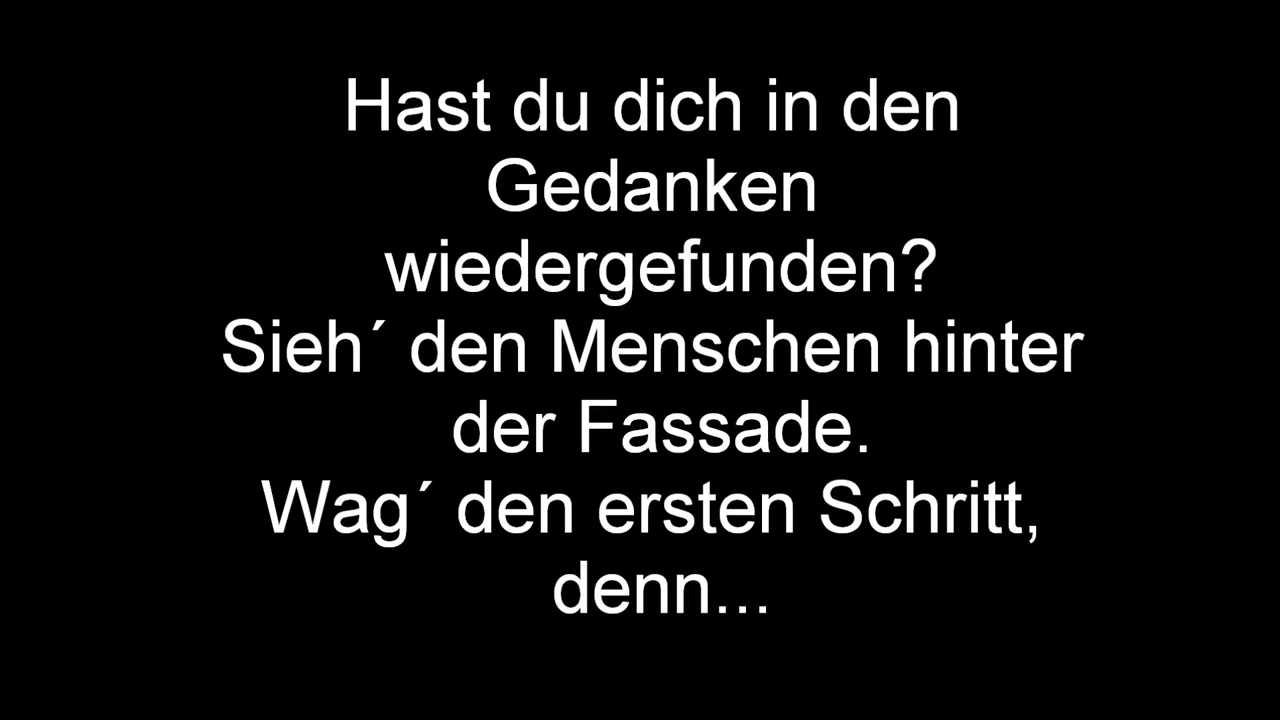 Hast du dich in den
Gedanken
wiedergefunden?
Sieh´ den Menschen hinter
der Fassade.
Wag´ den ersten Schritt,
denn...